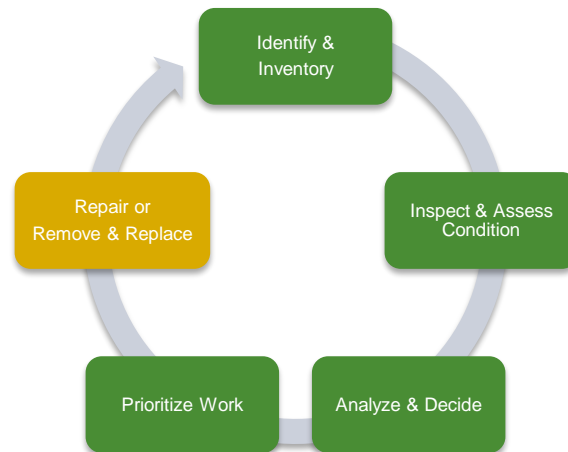 Identify &
Inventory
Inspect & Assess
Condition
Analyze & Decide
Prioritize Work
Repair or
Remove & Replace